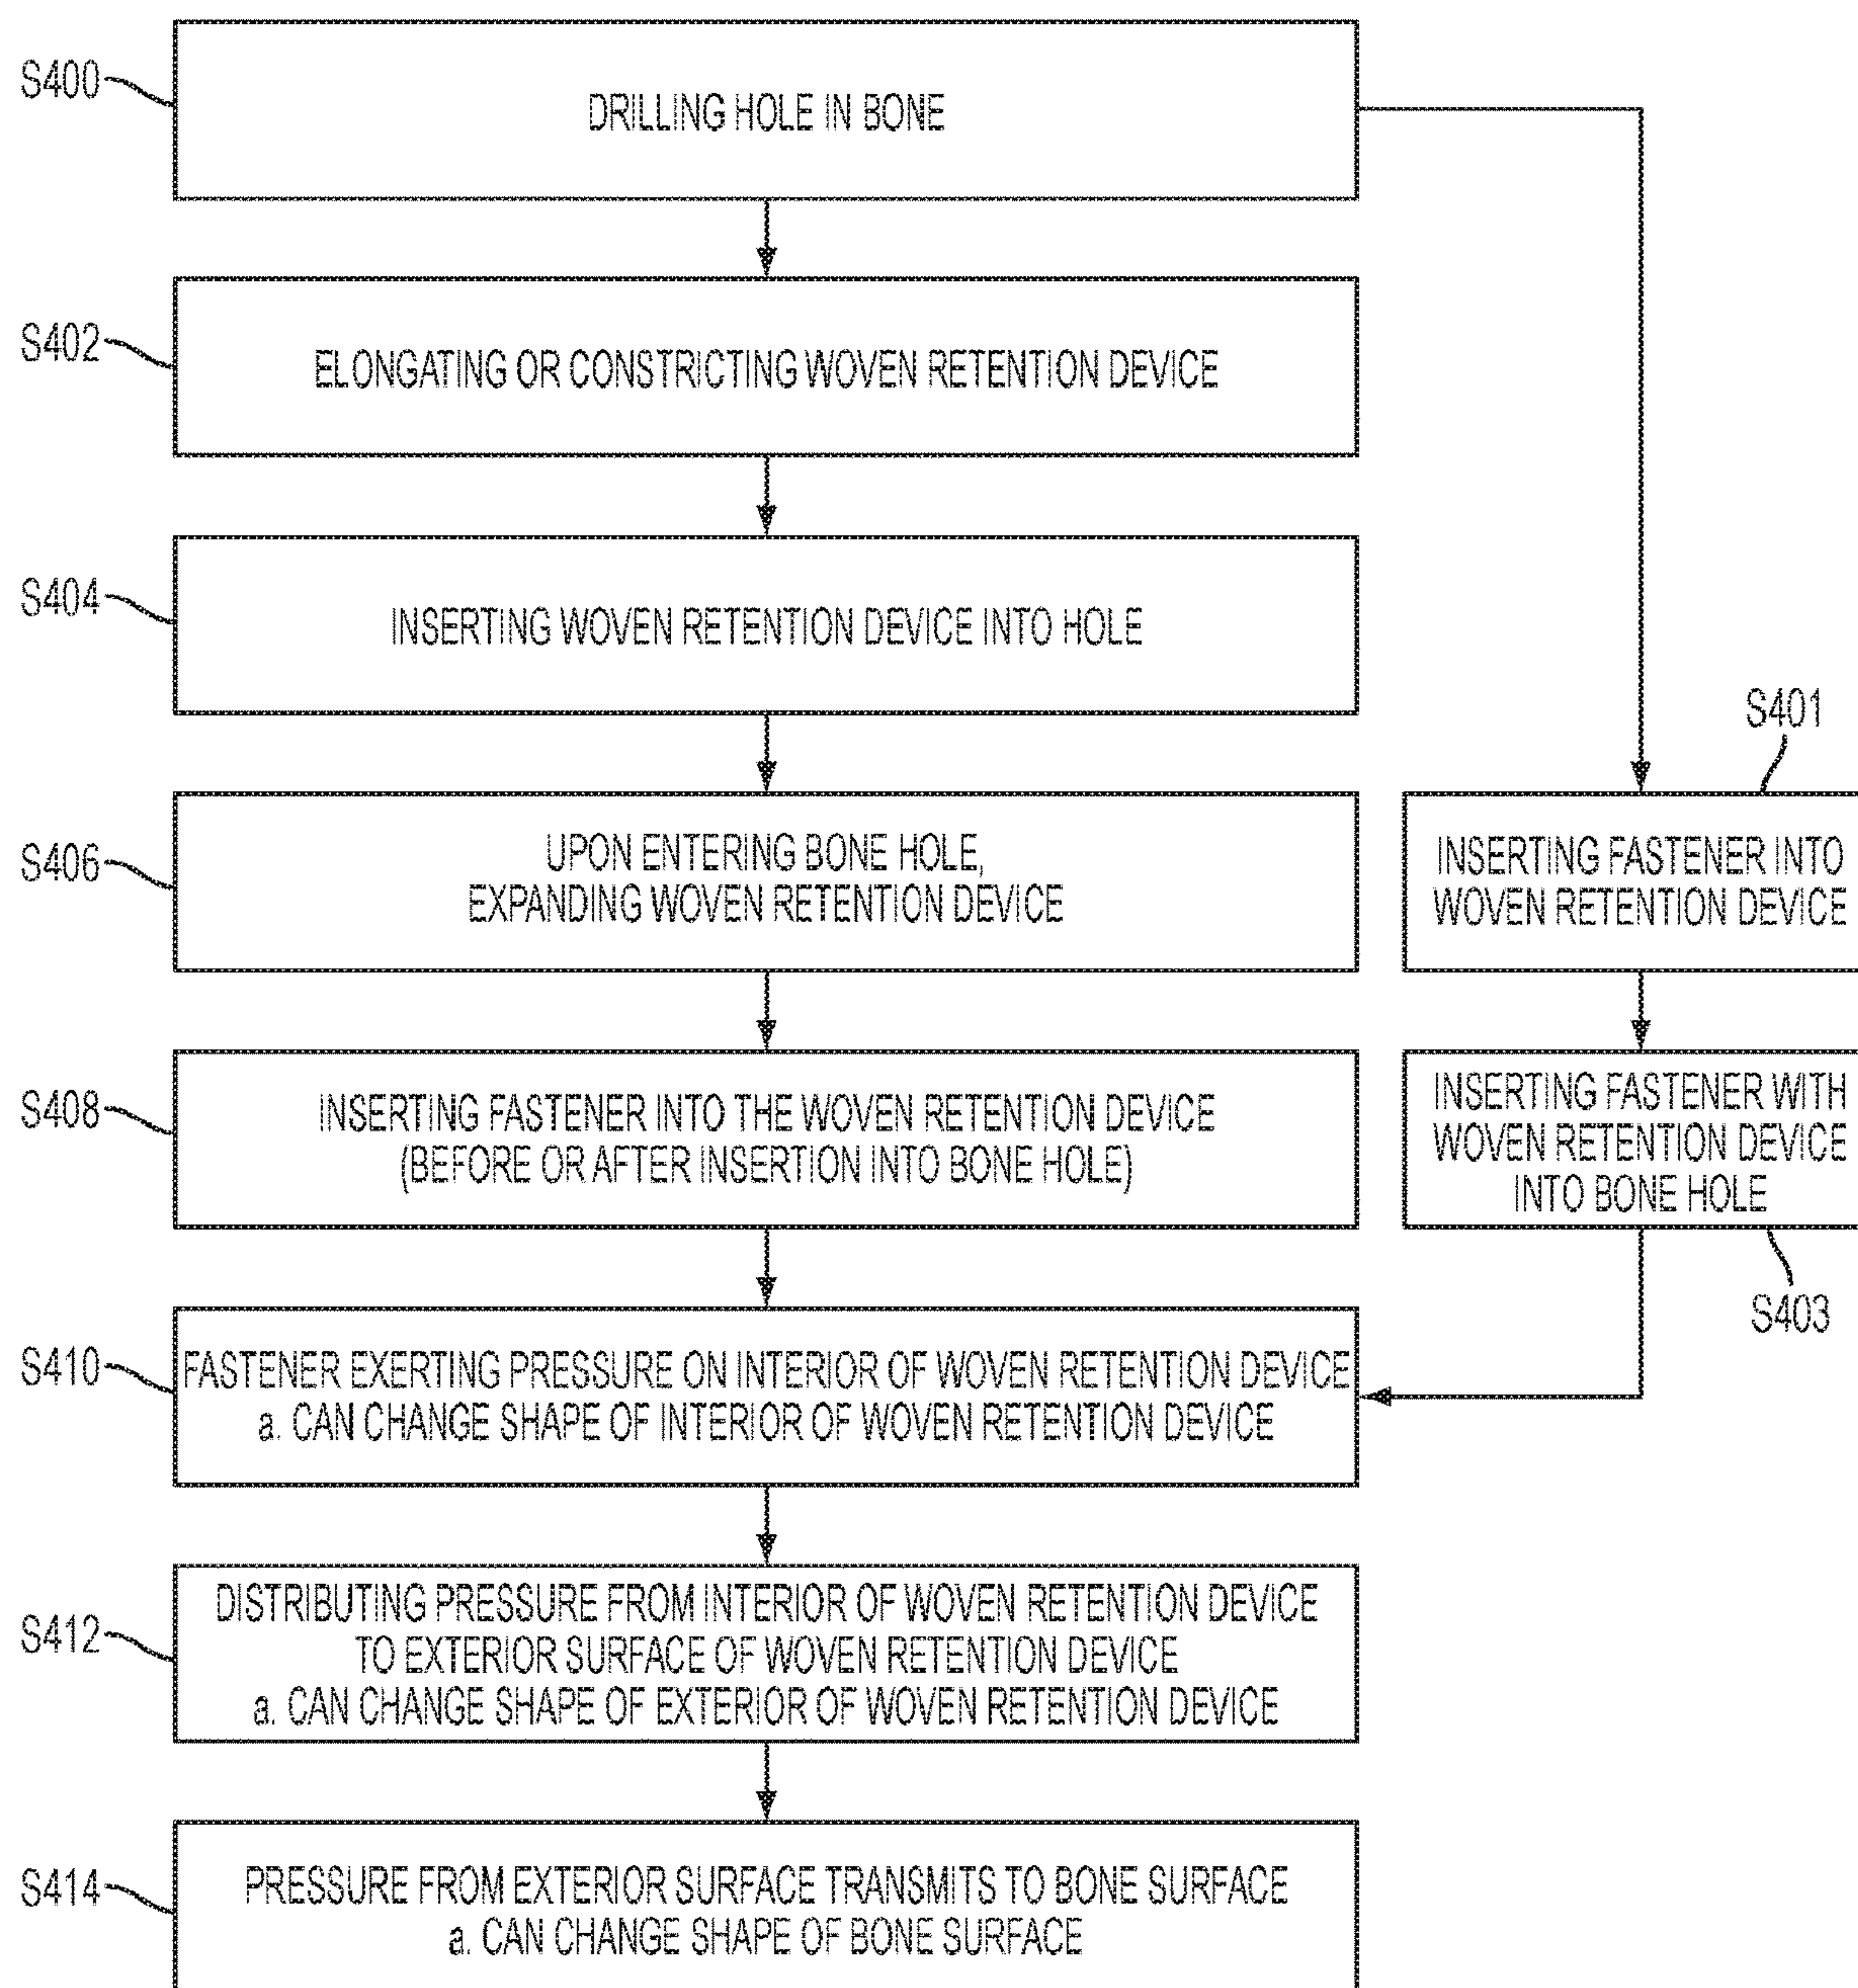 S400
DRILLING HOLE IN BONE
S402
ELONGATING OR CONSTRICTING WOVEN RETENTION DEVICE
S404
INSERTING WOVEN RETENTION DEVICE INTO HOLE
S406
UPON ENTERING BONE HOLE,
EXPANDING WOVEN RETENTION DEVICE
S401
INSERTING FASTENER INTO
WOVEN RETENTION DEVICE
S408
INSERTING FASTENER INTO THE WOVEN RETENTION DEVICE
(BEFORE OR AFTER INSERTION INTO BONE HOLE)
INSERTING FASTENER WITH
WOVEN RETENTION DEVICE
INTO BONE HOLE
S403
S410
FASTENER EXERTING PRESSURE ON INTERIOR OF WOVEN RETENTION DEVICE
a. CAN CHANGE SHAPE OF INTERIOR OF WOVEN RETENTION DEVICE
S412
DISTRIBUTING PRESSURE FROM INTERIOR OF WOVEN RETENTION DEVICE
TO EXTERIOR SURFACE OF WOVEN RETENTION DEVICE
a. CAN CHANGE SHAPE OF EXTERIOR OF WOVEN RETENTION DEVICE
S414
PRESSURE FROM EXTERIOR SURFACE TRANSMITS TO BONE SURFACE
a. CAN CHANGE SHAPE OF BONE SURFACE